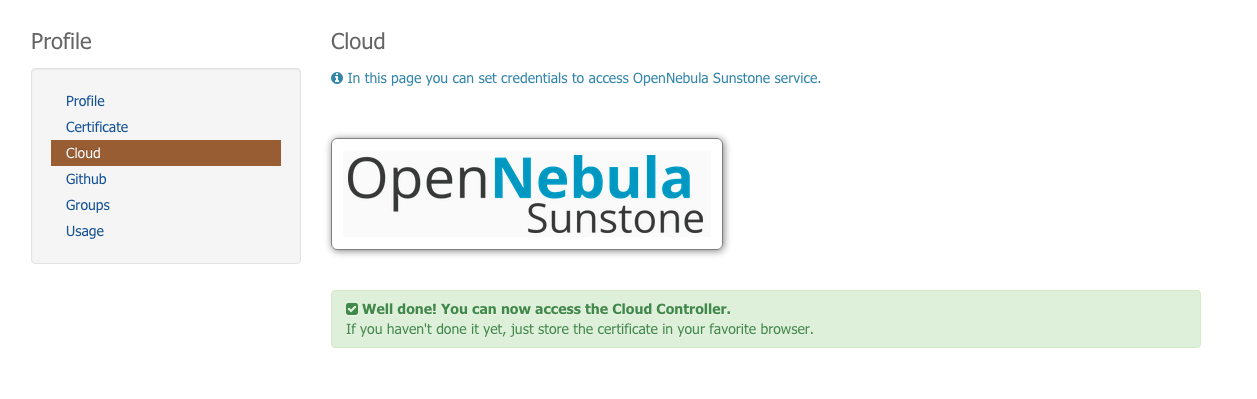 Profile
Profile
Certificate
Cloud
Github
Groups
Usage
Cloud
In this page you can set credentials to access OpenNebula Sunstone service.
OpenNebula
Sunstone
Well done! You can now access the Cloud Controller.
If you haven't done it yet, just store the certificate in your favorite browser.